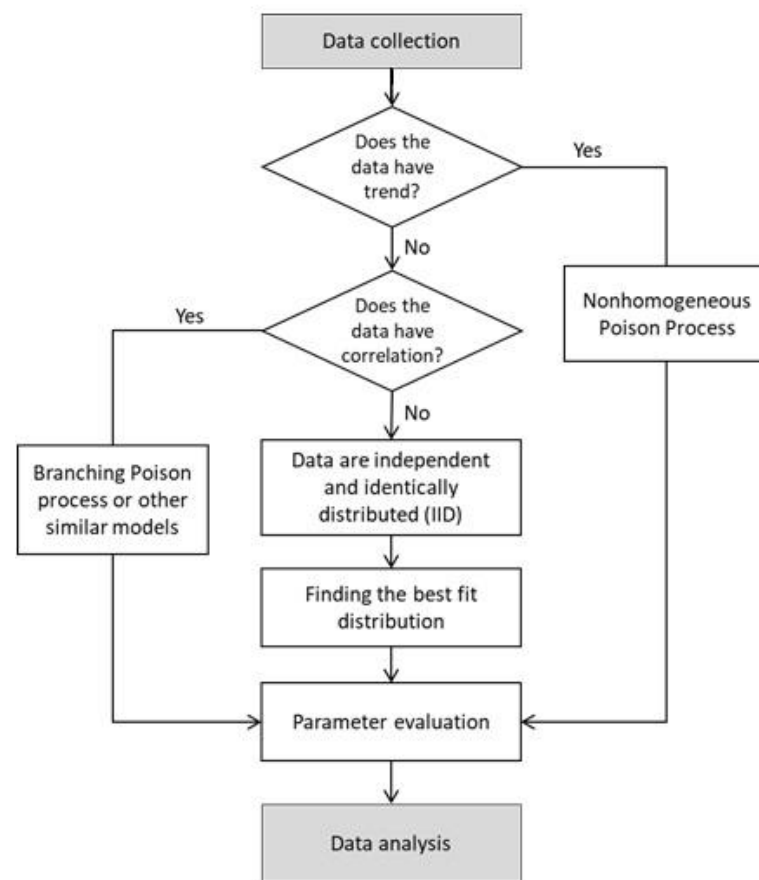 Data collection
Does the
data have
trend?
Yes
No
Nonhomogeneous
Poison Process
Does the
data have
correlation?
Yes
No
Branching Poison
process or other
similar models
Data are independent
and identically
distributed (IID)
Finding the best fit
distribution
Parameter evaluation
Data analysis